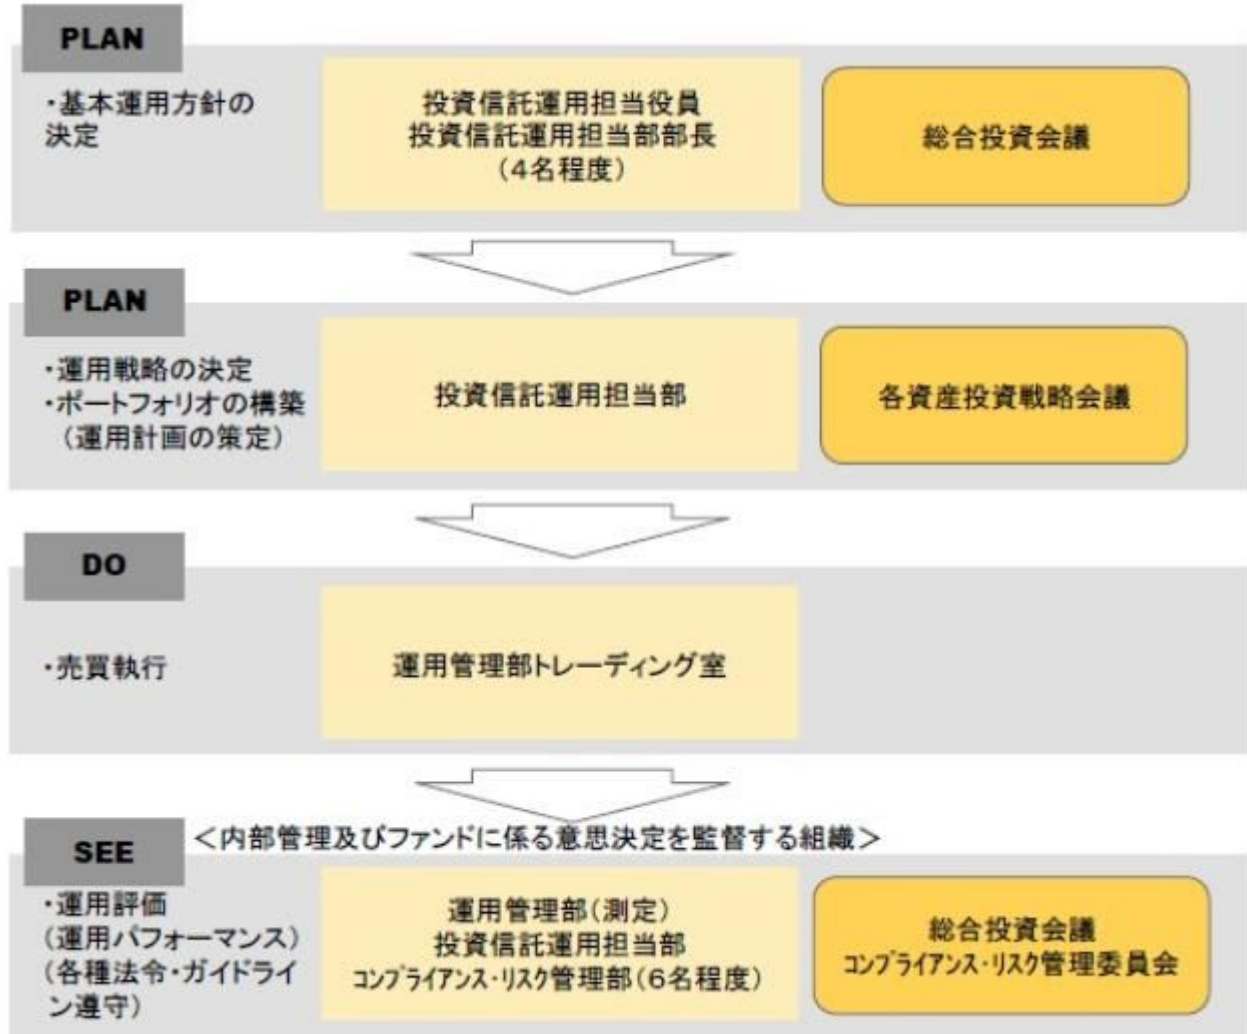 PLAN
・基本運用方針の
決定
投資信託運用担当役員
投資信託運用担当部部長
（4名程度）
総合投資会議
PLAN
・運用戦略の決定
・ポートフォリオの構築
（運用計画の策定）
投資信託運用担当部
各資産投資戦略会議
DO
・売買執行
運用管理部トレーディング室
SEE
＜内部管理及びファンドに係る意思決定を監督する組織＞
・運用評価
（運用パフォーマンス）
（各種法令・ガイドライ
ン遵守）
運用管理部（測定）
投資信託運用担当部
コンプライアンス・リスク管理部（6名程度）
総合投資会議
コンプライアンス・リスク管理委員会